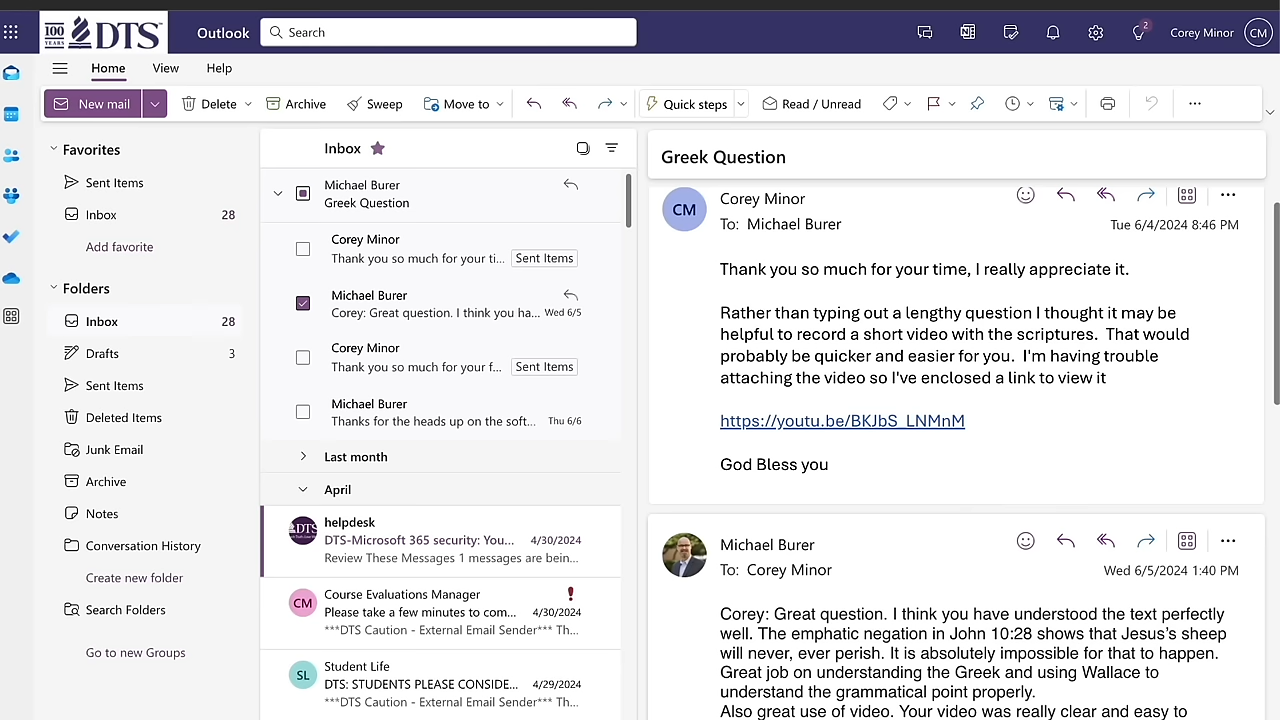 100 YEARS DTS
Outlook
Search
2
Corey Minor
CM
Home
View
Help
New mail
Delete
Archive
Sweep
Move to
Quick steps
Read / Unread
Favorites
Sent Items
Inbox 28
Add favorite
Folders
Inbox 28
Drafts 3
Sent Items
Deleted Items
Junk Email
Archive
Notes
Conversation History
Create new folder
Search Folders
Go to new Groups
Inbox
Michael Burer
Greek Question
Corey Minor
Thank you so much for your ti... Sent Items
Michael Burer
Corey: Great question. I think you ha... Wed 6/5
Corey Minor
Thank you so much for your f... Sent Items
Michael Burer
Thanks for the heads up on the soft... Thu 6/6
Last month
April
DTS
helpdesk
DTS-Microsoft 365 security: You... 4/30/2024
Review These Messages 1 messages are bein...
CM
Course Evaluations Manager
Please take a few minutes to com... 4/30/2024
***DTS Caution - External Email Sender*** Th...
SL
Student Life
DTS: STUDENTS PLEASE CONSIDE... 4/29/2024
***DTS Caution - External Email Sender*** Th...
Greek Question
CM
Corey Minor
To: Michael Burer
Tue 6/4/2024 8:46 PM
Thank you so much for your time, I really appreciate it.
Rather than typing out a lengthy question I thought it may be
helpful to record a short video with the scriptures. That would
probably be quicker and easier for you. I'm having trouble
attaching the video so I've enclosed a link to view it
https://youtu.be/BKJbS_LNMnM
God Bless you
Michael Burer
To: Corey Minor
Wed 6/5/2024 1:40 PM
Corey: Great question. I think you have understood the text perfectly
well. The emphatic negation in John 10:28 shows that Jesus's sheep
will never, ever perish. It is absolutely impossible for that to happen.
Great job on understanding the Greek and using Wallace to
understand the grammatical point properly.
Also great use of video. Your video was really clear and easy to